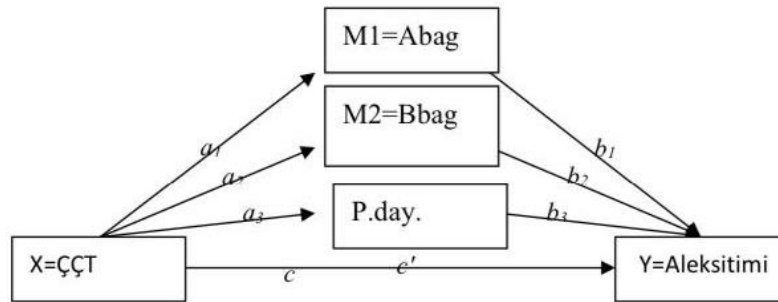 M1=Abag
M2=Bbag
a₁
b₁
a₂
b₂
a₃
P.day.
b₃
X=ÇÇT
c
c'
Y=Aleksitimi